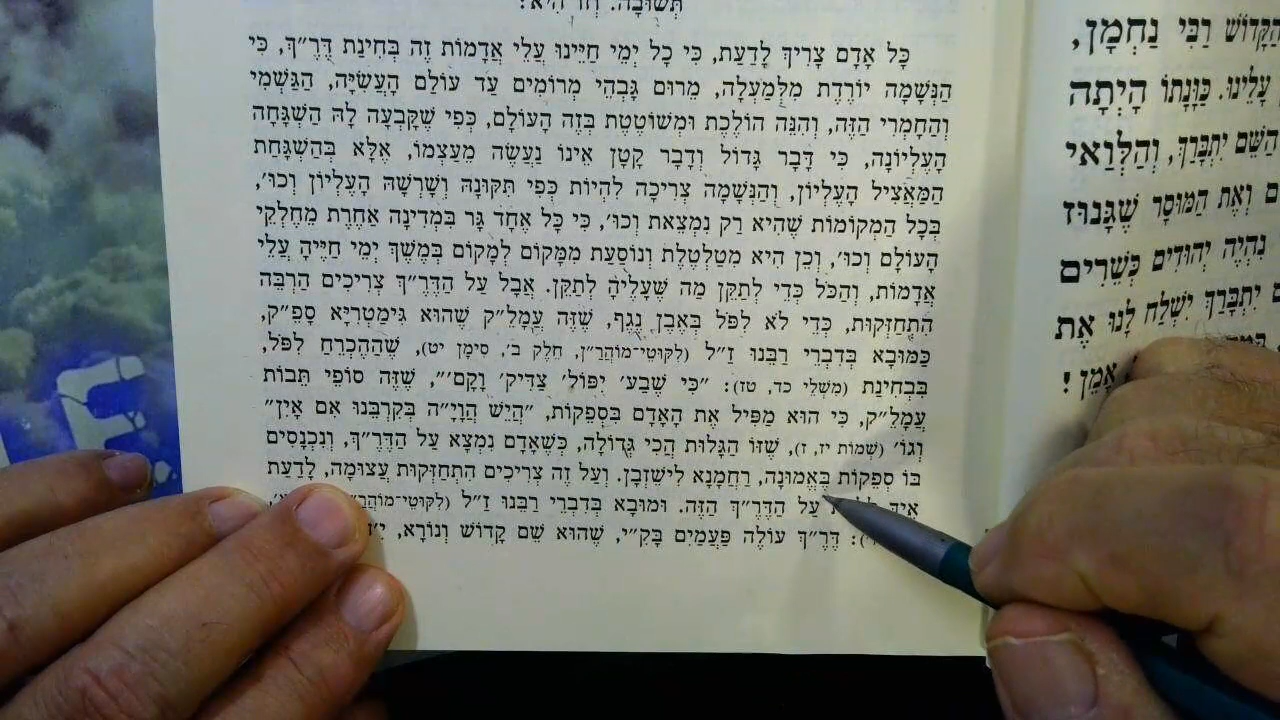 תְּשׁוּבָה. וְזוֹ הִיא:
כָּל אָדָם צָרִיךְ לָדַעַת, כִּי כָל יְמֵי חַיֵּינוּ עֲלֵי אֲדָמוֹת זֶה בְּחִינַת דֶּרֶ״ךְ, כִּי
הַנְּשָׁמָה יוֹרֶדֶת מִלְמַעְלָה, מֵרוּם גָּבְהֵי מְרוֹמִים עַד עוֹלַם הָעֲשִׂיָּה, הַגַּשְׁמִי
וְהַחָמְרִי הַזֶּה, וְהִנֵּה הוֹלֶכֶת וּמְשׁוֹטֶטֶת בְּזֶה הָעוֹלָם, כְּפִי שֶׁקָּבְעָה לָהּ הַשְׁגָּחָה
הָעֶלְיוֹנָה, כִּי דָּבָר גָּדוֹל וְדָבָר קָטָן אֵינוֹ נַעֲשֶׂה מֵעַצְמוֹ, אֶלָּא בְּהַשְׁגָּחַת
הַמַּאֲצִיל הָעֶלְיוֹן, וְהַנְּשָׁמָה צְרִיכָה לִהְיוֹת כְּפִי תִּקּוּנָהּ וְשָׁרְשָׁהּ הָעֶלְיוֹן וְכוּ׳,
בְּכָל הַמְּקוֹמוֹת שֶׁהִיא רַק נִמְצֵאת וְכוּ׳, כִּי כָּל אֶחָד גָּר בִּמְדִינָה אַחֶרֶת מֵחֶלְקֵי
הָעוֹלָם וְכוּ׳, וְכֵן הִיא מִטַּלְטֶלֶת וְנוֹסַעַת מִמָּקוֹם לְמָקוֹם בְּמֶשֶׁךְ יְמֵי חַיֶּיהָ עֲלֵי
אֲדָמוֹת, וְהַכֹּל כְּדֵי לְתַקֵּן מַה שֶּׁעָלֶיהָ לְתַקֵּן. אֲבָל עַל הַדֶּרֶ״ךְ צְרִיכִים הַרְבֵּה
הִתְחַזְּקוּת, כְּדֵי לֹא לִפֹּל בְּאֶבֶן נֶגֶף, שֶׁזֶּה עֲמָלֵ״ק שֶׁהוּא גִּימַטְרִיָּא סָפֵ״ק,
כַּמּוּבָא בְּדִבְרֵי רַבֵּנוּ זַ״ל (לִקּוּטֵי־מוֹהֲרַ״ן, חֵלֶק ב׳, סִימָן יט), שֶׁהַהֶכְרֵחַ לִפֹּל,
בִּבְחִינַת (מִשְׁלֵי כד, טז): ״כִּי שֶׁבַע׳ יִפּוֹל׳ צַדִּיק׳ וָקָם׳״, שֶׁזֶּה סוֹפֵי תֵּבוֹת
עֲמָלֵ״ק, כִּי הוּא מַפִּיל אֶת הָאָדָם בִּסְפֵקוֹת, ״הֲיֵשׁ הֲוָיָ״ה בְּקִרְבֵּנוּ אִם אָיִן״
וְגוֹ׳ (שְׁמוֹת יז, ז), שֶׁזּוֹ הַגָּלוּת הֲכִי גְּדוֹלָה, כְּשֶׁאָדָם נִמְצָא עַל הַדֶּרֶ״ךְ, וְנִכְנָסִים
בּוֹ סְפֵקוֹת בֶּאֱמוּנָה, רַחֲמָנָא לִישֵׁזְבָן. וְעַל זֶה צְרִיכִים הִתְחַזְּקוּת עֲצוּמָה, לָדַעַת
אֵיךְ עַל הַדֶּרֶ״ךְ הַזֶּה. וּמוּבָא בְּדִבְרֵי רַבֵּנוּ זַ״ל (לִקּוּטֵי־מוֹהֲרַ״ן
דֶּרֶ״ךְ עוֹלֶה פַּעֲמַיִם בָּקִ״י, שֶׁהוּא שֵׁם קָדוֹשׁ וְנוֹרָא,
הַקָּדוֹשׁ רַבִּי נַחְמָן,
עָלֵינוּ. כַּוָּנָתוֹ הָיְתָה
הַשֵּׁם יִתְבָּרַךְ, וְהַלְוַאי
וְאֶת הַמּוּסָר שֶׁגָּנוּז
נִהְיֶה יְהוּדִים כְּשֵׁרִים
יִתְבָּרַךְ יִשְׁלַח לָנוּ אֶת
אָמֵן!